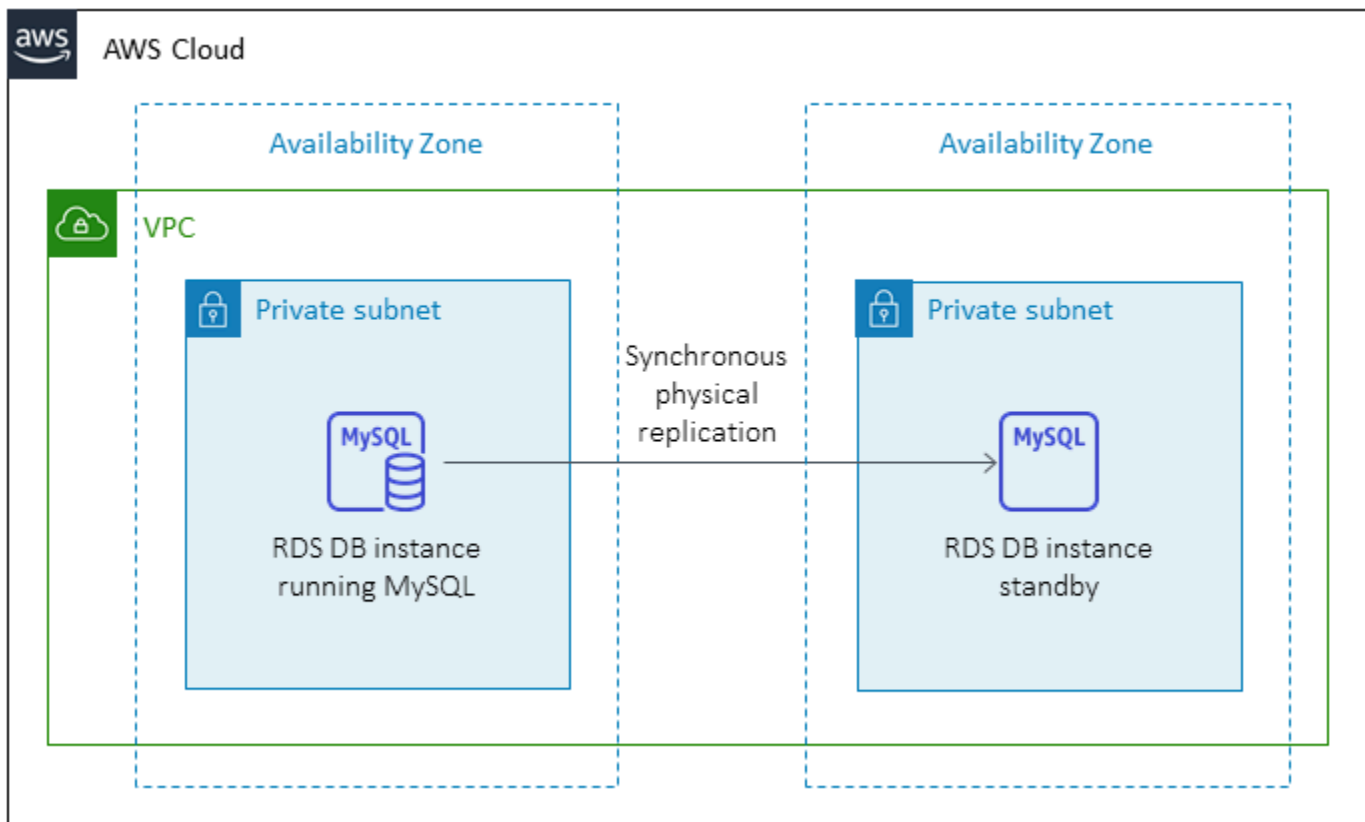 aws
AWS Cloud
Availability Zone
Availability Zone
VPC
Private subnet
Private subnet
Synchronous
physical
replication
MySQL
MySQL
RDS DB instance
running MySQL
RDS DB instance
standby